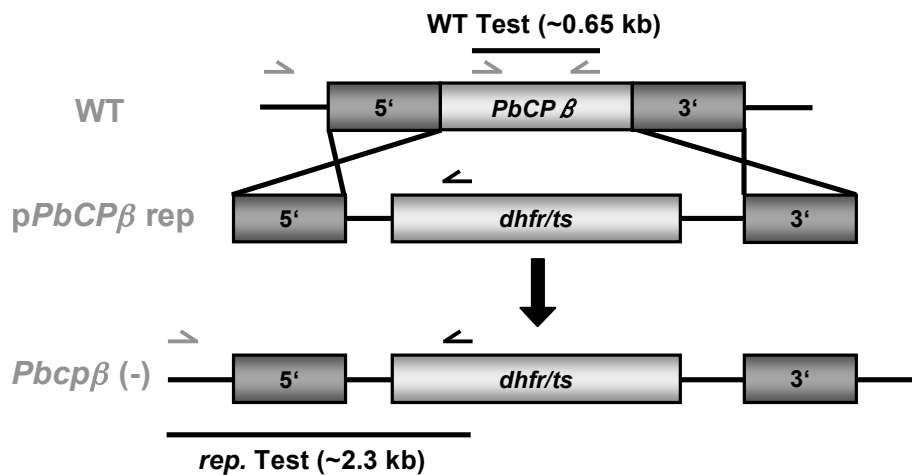 WT Test (~0.65 kb)
WT
5‘ PbCP β 3‘
pPbCPβ rep
5‘ dhfr/ts 3‘
Pbcpβ (-)
5‘ dhfr/ts 3‘
rep. Test (~2.3 kb)